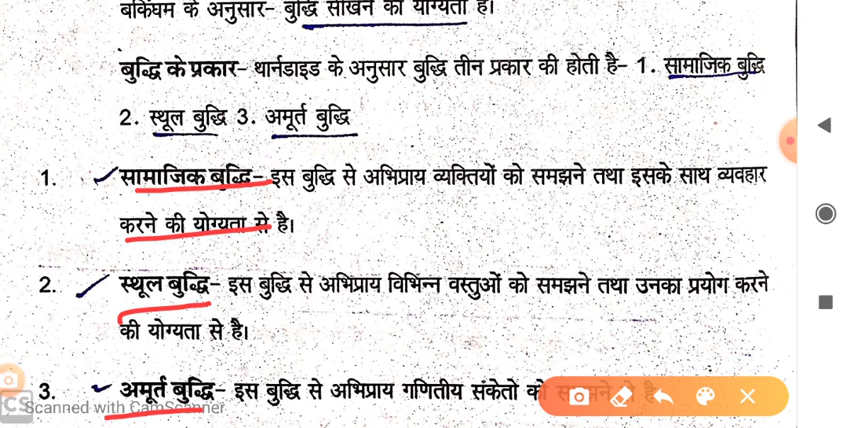 बकिंघम के अनुसार- बुद्धि सीखने की योग्यता है।
बुद्धि के प्रकार- थार्नडाइड के अनुसार बुद्धि तीन प्रकार की होती है- 1. सामाजिक बुद्धि
2. स्थूल बुद्धि 3. अमूर्त बुद्धि
1. सामाजिक बुद्धि- इस बुद्धि से अभिप्राय व्यक्तियों को समझने तथा इसके साथ व्यवहार
करने की योग्यता से है।
2. स्थूल बुद्धि- इस बुद्धि से अभिप्राय विभिन्न वस्तुओं को समझने तथा उनका प्रयोग करने
की योग्यता से है।
3. अमूर्त बुद्धि- इस बुद्धि से अभिप्राय गणितीय संकेतो को समझने से है
CS Scanned with CamScanner